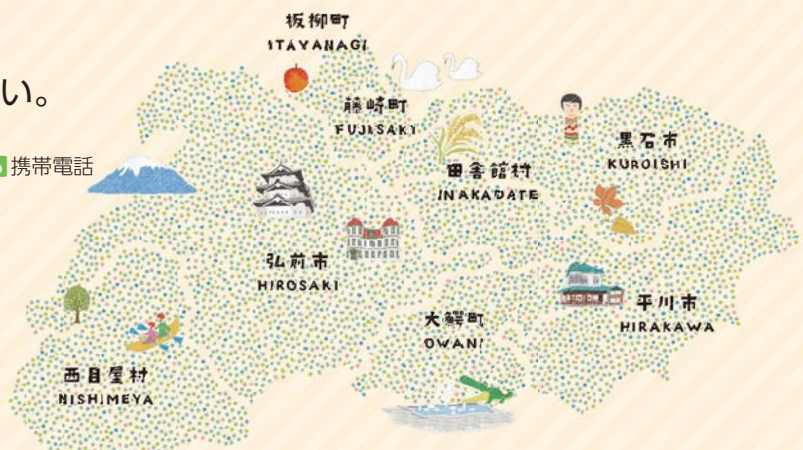 板柳町
ITAYANAGI
い。
藤崎町
FUJISAKI
携帯電話
田舎館村
INAKADATE
黒石市
KUROISHI
弘前市
HIROSAKI
平川市
HIRAKAWA
大鰐町
OWANI
西目屋村
NISHIMEYA